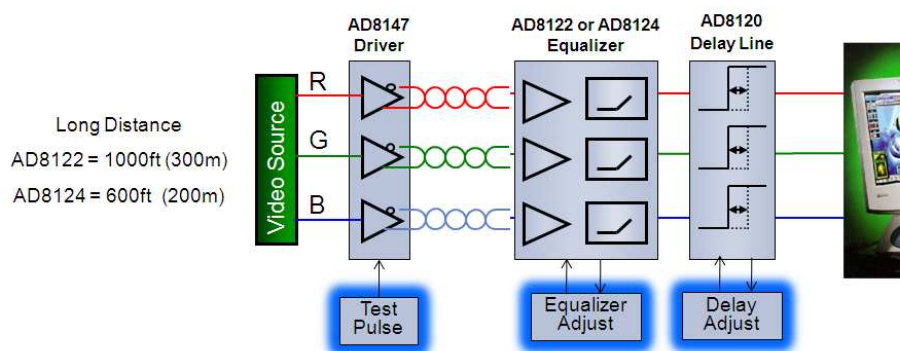 AD8147
Driver
AD8122 or AD8124
Equalizer
AD8120
Delay Line
Long Distance
AD8122 = 1000ft (300m)
AD8124 = 600ft (200m)
Video Source
R
G
B
Test
Pulse
Equalizer
Adjust
Delay
Adjust